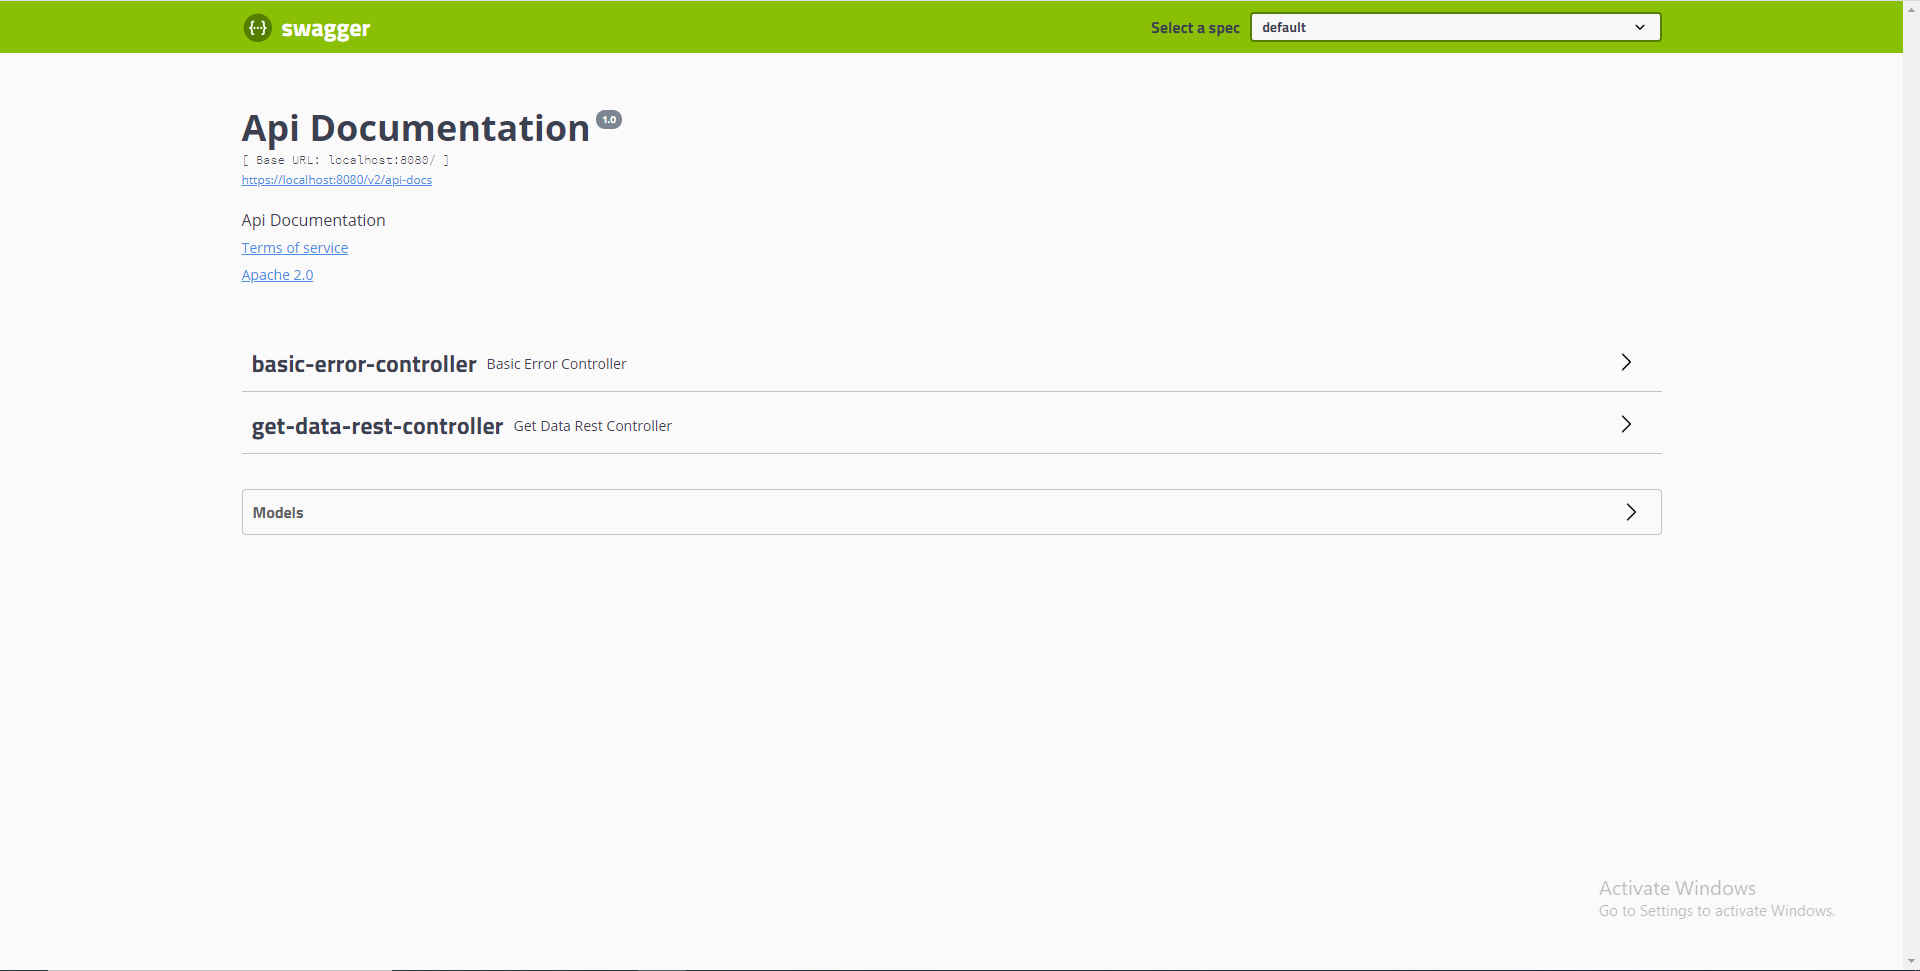 {···} swagger
Select a spec default
Api Documentation 1.0
[ Base URL: localhost:8080/ ]
https://localhost:8080/v2/api-docs
Api Documentation
Terms of service
Apache 2.0
basic-error-controller Basic Error Controller
get-data-rest-controller Get Data Rest Controller
Models
Activate Windows
Go to Settings to activate Windows.